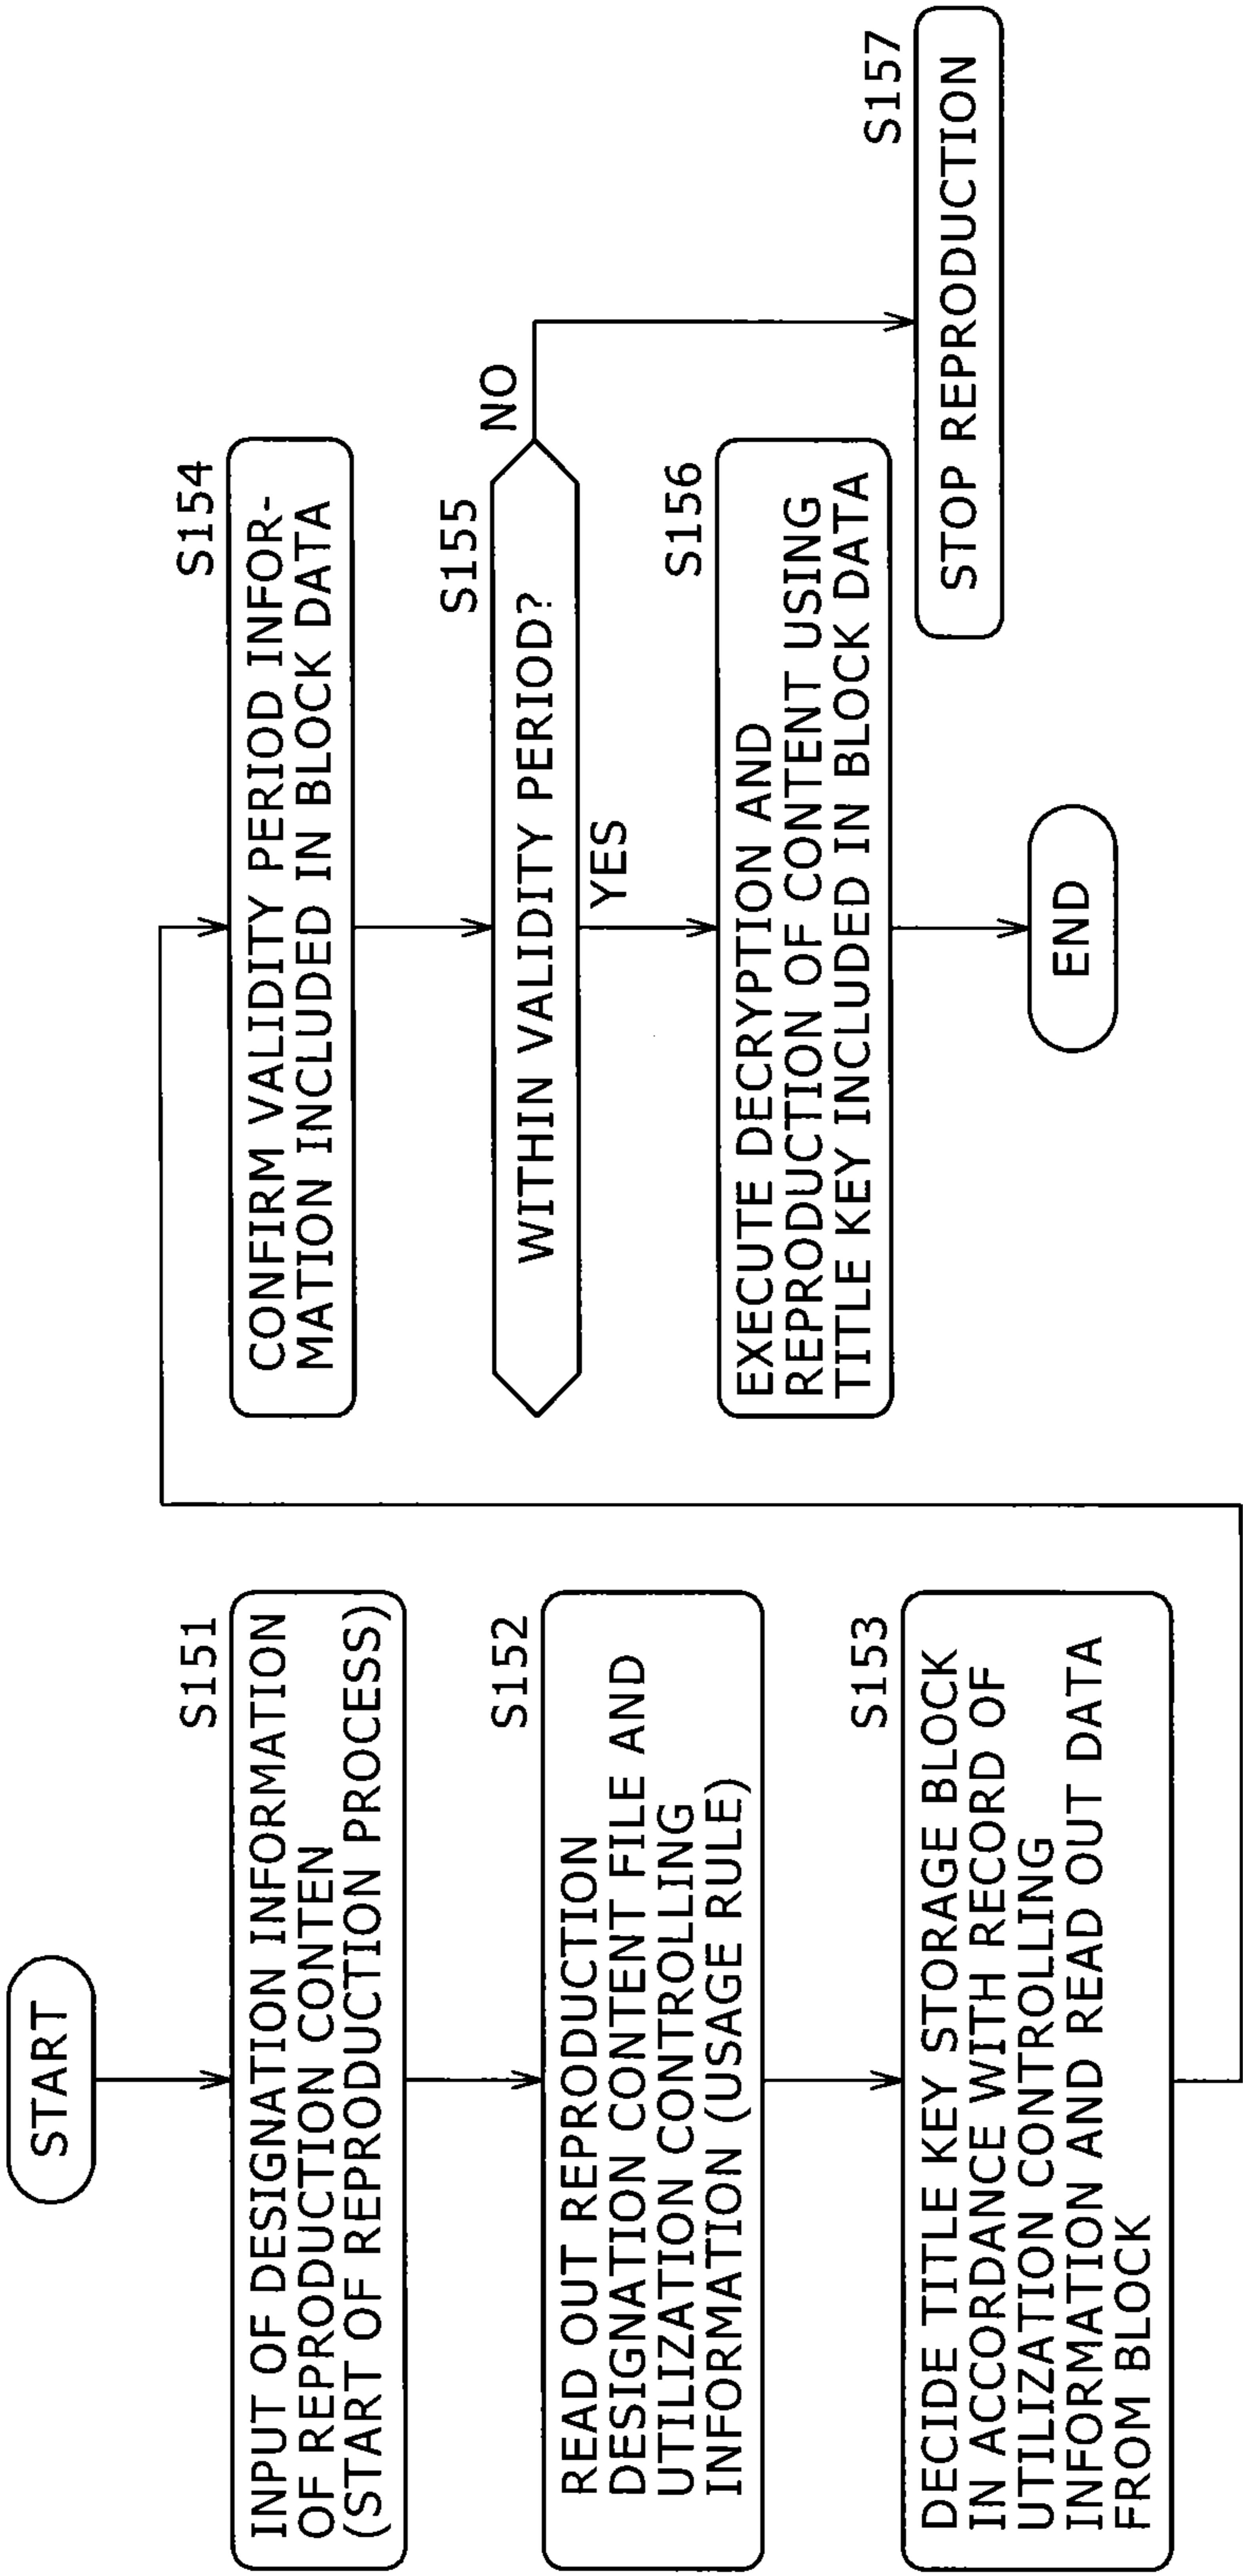 START
S151
INPUT OF DESIGNATION INFORMATION
OF REPRODUCTION CONTEN
(START OF REPRODUCTION PROCESS)
S152
READ OUT REPRODUCTION
DESIGNATION CONTENT FILE AND
UTILIZATION CONTROLLING
INFORMATION (USAGE RULE)
S153
DECIDE TITLE KEY STORAGE BLOCK
IN ACCORDANCE WITH RECORD OF
UTILIZATION CONTROLLING
INFORMATION AND READ OUT DATA
FROM BLOCK
S154
CONFIRM VALIDITY PERIOD INFOR-
MATION INCLUDED IN BLOCK DATA
S155
WITHIN VALIDITY PERIOD?
NO
YES
S156
EXECUTE DECRYPTION AND
REPRODUCTION OF CONTENT USING
TITLE KEY INCLUDED IN BLOCK DATA
S157
STOP REPRODUCTION
END